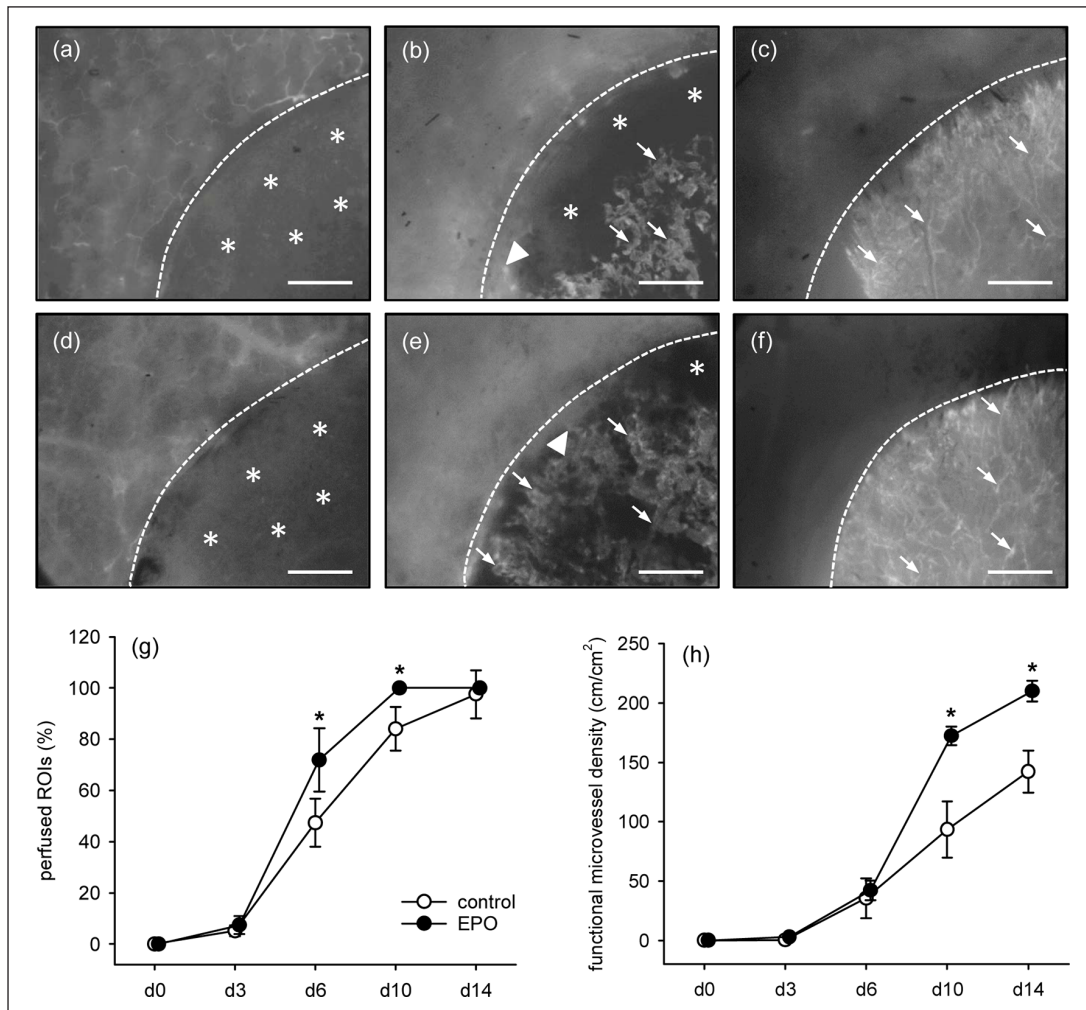 (a)
(b)
(c)
(d)
(e)
(f)
(g)
perfused ROIs (%)
120
100
80
60
40
20
0
*
*
control
EPO
d0 d3 d6 d10 d14
(h)
functional microvessel density (cm/cm²)
250
200
150
100
50
0
*
*
d0 d3 d6 d10 d14